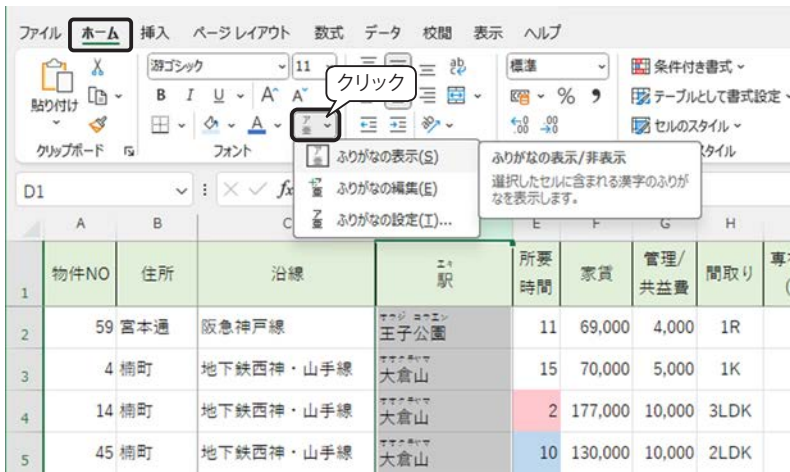 ファイル ホーム 挿入 ページ レイアウト 数式 データ 校閲 表示 ヘルプ
游ゴシック 11 標準 条件付き書式
クリック
貼り付け B I U A A % 9 テーブルとして書式設定
A セルのスタイル
クリップボード フォント スタイル
ふりがなの表示(S)
ふりがなの編集(E)
ふりがなの設定(T)...
ふりがなの表示/非表示
選択したセルに含まれる漢字のふりが
なを表示します。
D1 fx
A B C E F G H
1 物件NO 住所 沿線 エキ 駅 所要時間 家賃 管理/共益費 間取り 専
2 59 宮本通 阪急神戸線 オウジ コウエン 王子公園 11 69,000 4,000 1R
3 4 楠町 地下鉄西神・山手線 オオクラヤマ 大倉山 15 70,000 5,000 1K
4 14 楠町 地下鉄西神・山手線 オオクラヤマ 大倉山 2 177,000 10,000 3LDK
5 45 楠町 地下鉄西神・山手線 オオクラヤマ 大倉山 10 130,000 10,000 2LDK